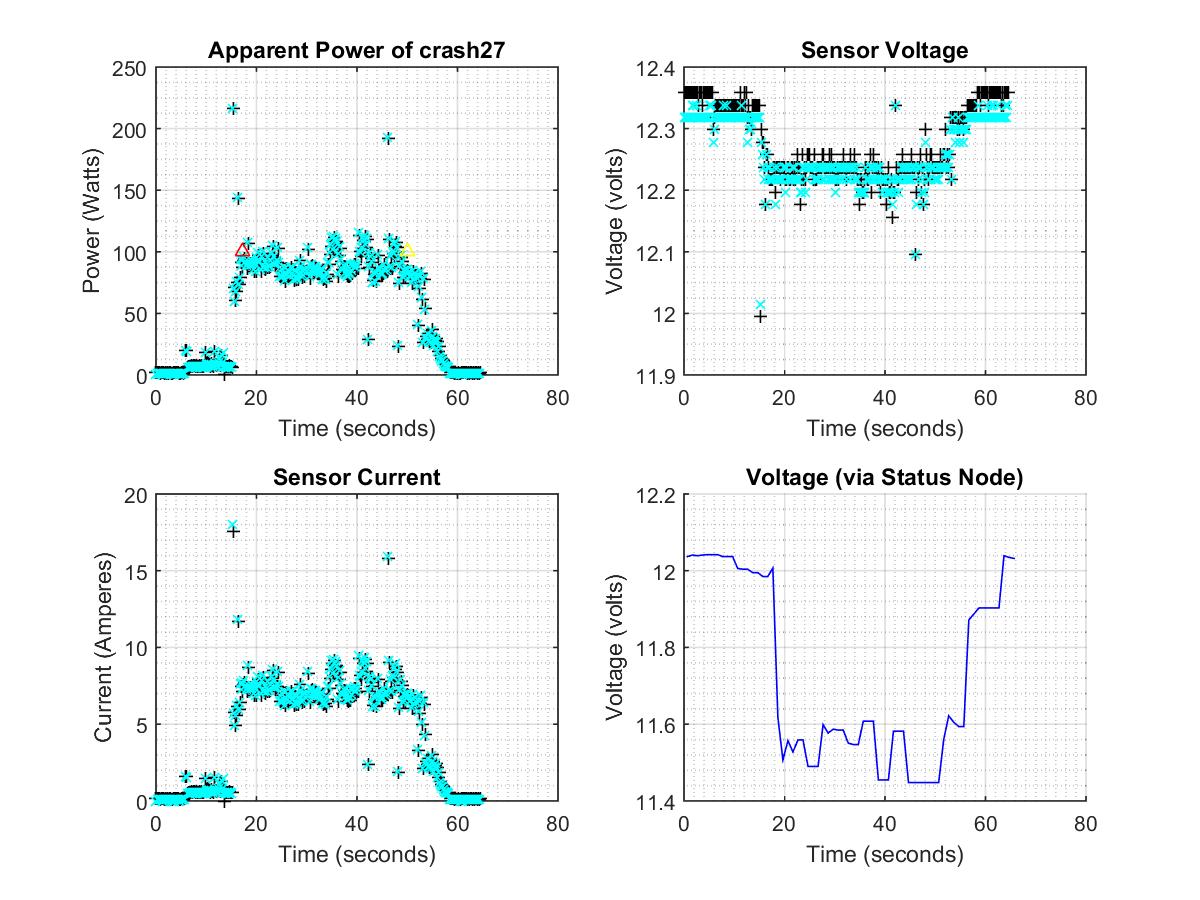 Apparent Power of crash27
250
200
150
100
50
0
Power (Watts)
0 20 40 60 80
Time (seconds)
Sensor Voltage
12.4
12.3
12.2
12.1
12
11.9
Voltage (volts)
0 20 40 60 80
Time (seconds)
Sensor Current
20
15
10
5
0
Current (Amperes)
0 20 40 60 80
Time (seconds)
Voltage (via Status Node)
12.2
12
11.8
11.6
11.4
Voltage (volts)
0 20 40 60 80
Time (seconds)